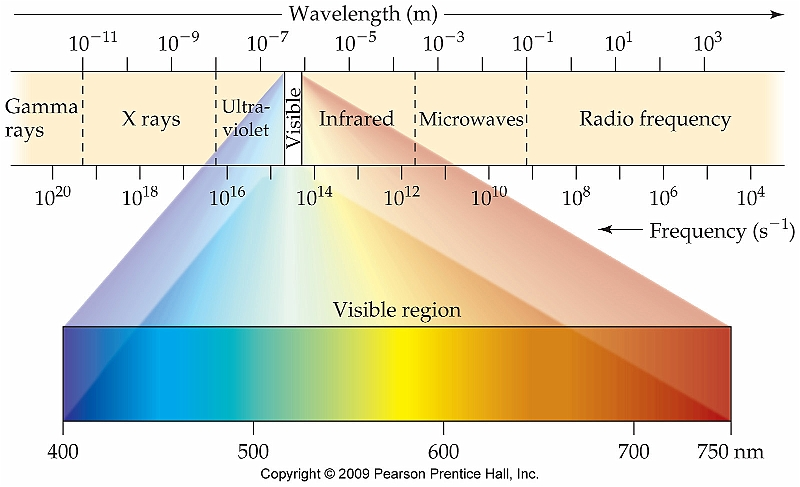 Wavelength (m)
10⁻¹¹ 10⁻⁹ 10⁻⁷ 10⁻⁵ 10⁻³ 10⁻¹ 10¹ 10³
Gamma
rays
X rays
Ultra-
violet
Visible
Infrared
Microwaves
Radio frequency
10²⁰ 10¹⁸ 10¹⁶ 10¹⁴ 10¹² 10¹⁰ 10⁸ 10⁶ 10⁴
Frequency (s⁻¹)
Visible region
400 500 600 700 750 nm
Copyright © 2009 Pearson Prentice Hall, Inc.